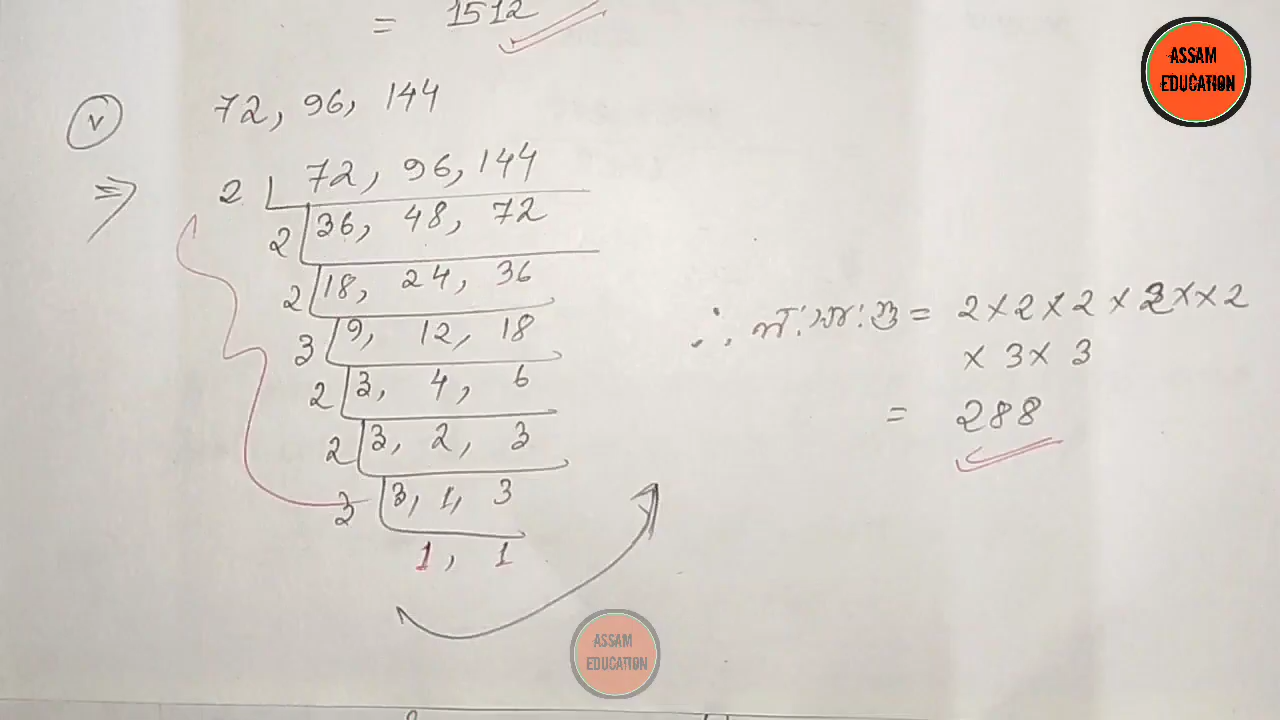 = 1512
ASSAM
EDUCATION
v
72, 96, 144
⇒ 2 72, 96, 144
2 36, 48, 72
2 18, 24, 36
3 9, 12, 18
2 3, 4, 6
2 3, 2, 3
3 3, 1, 3
1, 1
∴ = 2 × 2 × 2 × 2 × × 2
× 3 × 3
= 288
ASSAM
EDUCATION